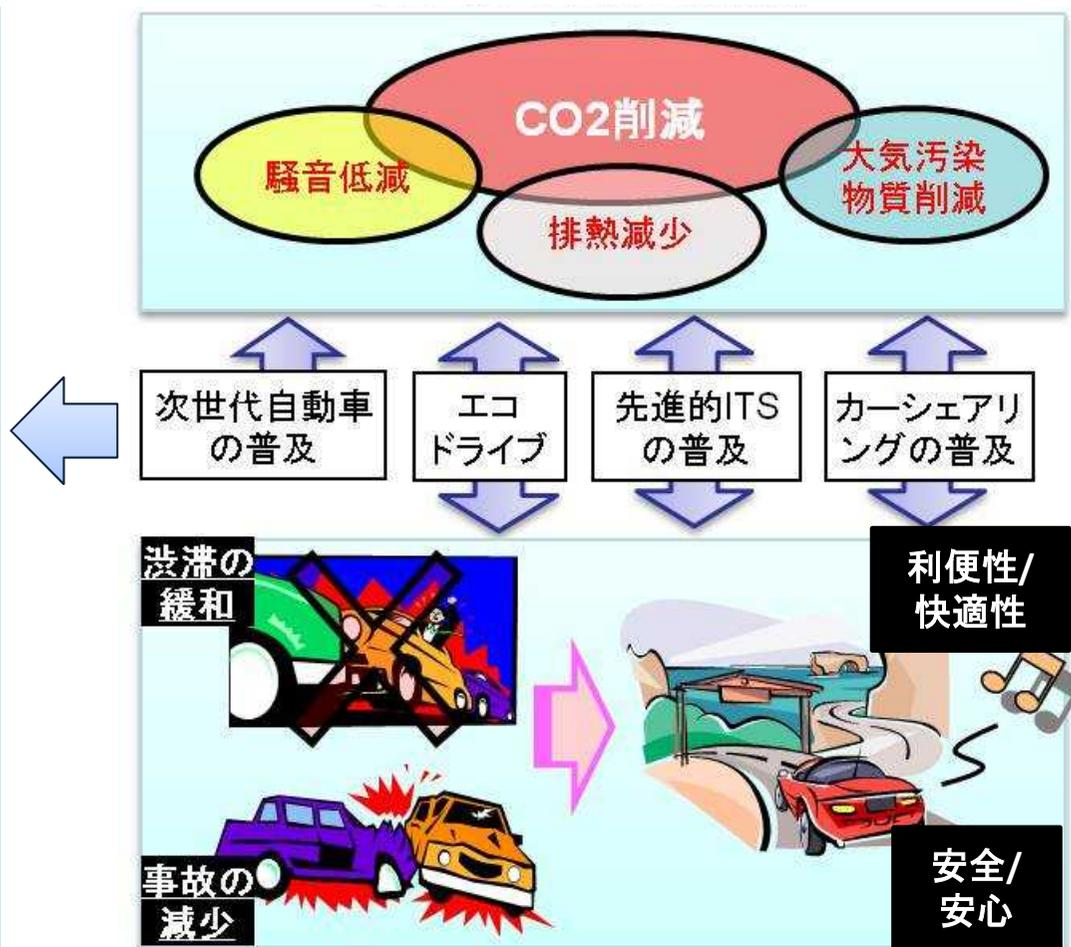 CO2削減
騒音低減
大気汚染
物質削減
排熱減少
次世代自動車
の普及
エコ
ドライブ
先進的ITS
の普及
カーシェアリ
ングの普及
渋滞の
緩和
利便性/
快適性
事故の
減少
安全/
安心